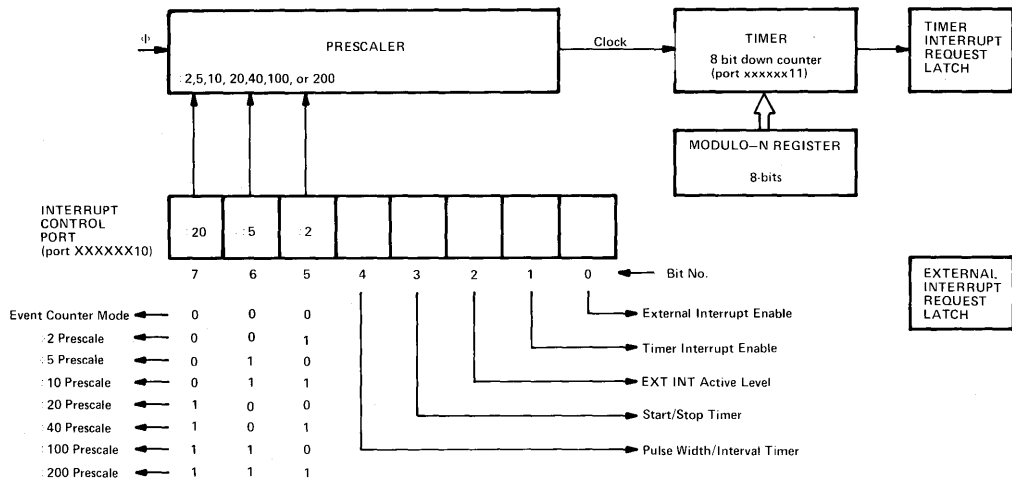 Φ
PRESCALER
÷2,5,10, 20,40,100, or 200
Clock
TIMER
8 bit down counter
(port xxxxxx11)
TIMER
INTERRUPT
REQUEST
LATCH
MODULO–N REGISTER
8-bits
INTERRUPT
CONTROL
PORT
(port XXXXXX10)
÷20 ÷5 ÷2
7 6 5 4 3 2 1 0 Bit No.
EXTERNAL
INTERRUPT
REQUEST
LATCH
Event Counter Mode 0 0 0
÷2 Prescale 0 0 1
÷5 Prescale 0 1 0
÷10 Prescale 0 1 1
÷20 Prescale 1 0 0
÷40 Prescale 1 0 1
÷100 Prescale 1 1 0
÷200 Prescale 1 1 1
External Interrupt Enable
Timer Interrupt Enable
EXT INT Active Level
Start/Stop Timer
Pulse Width/Interval Timer